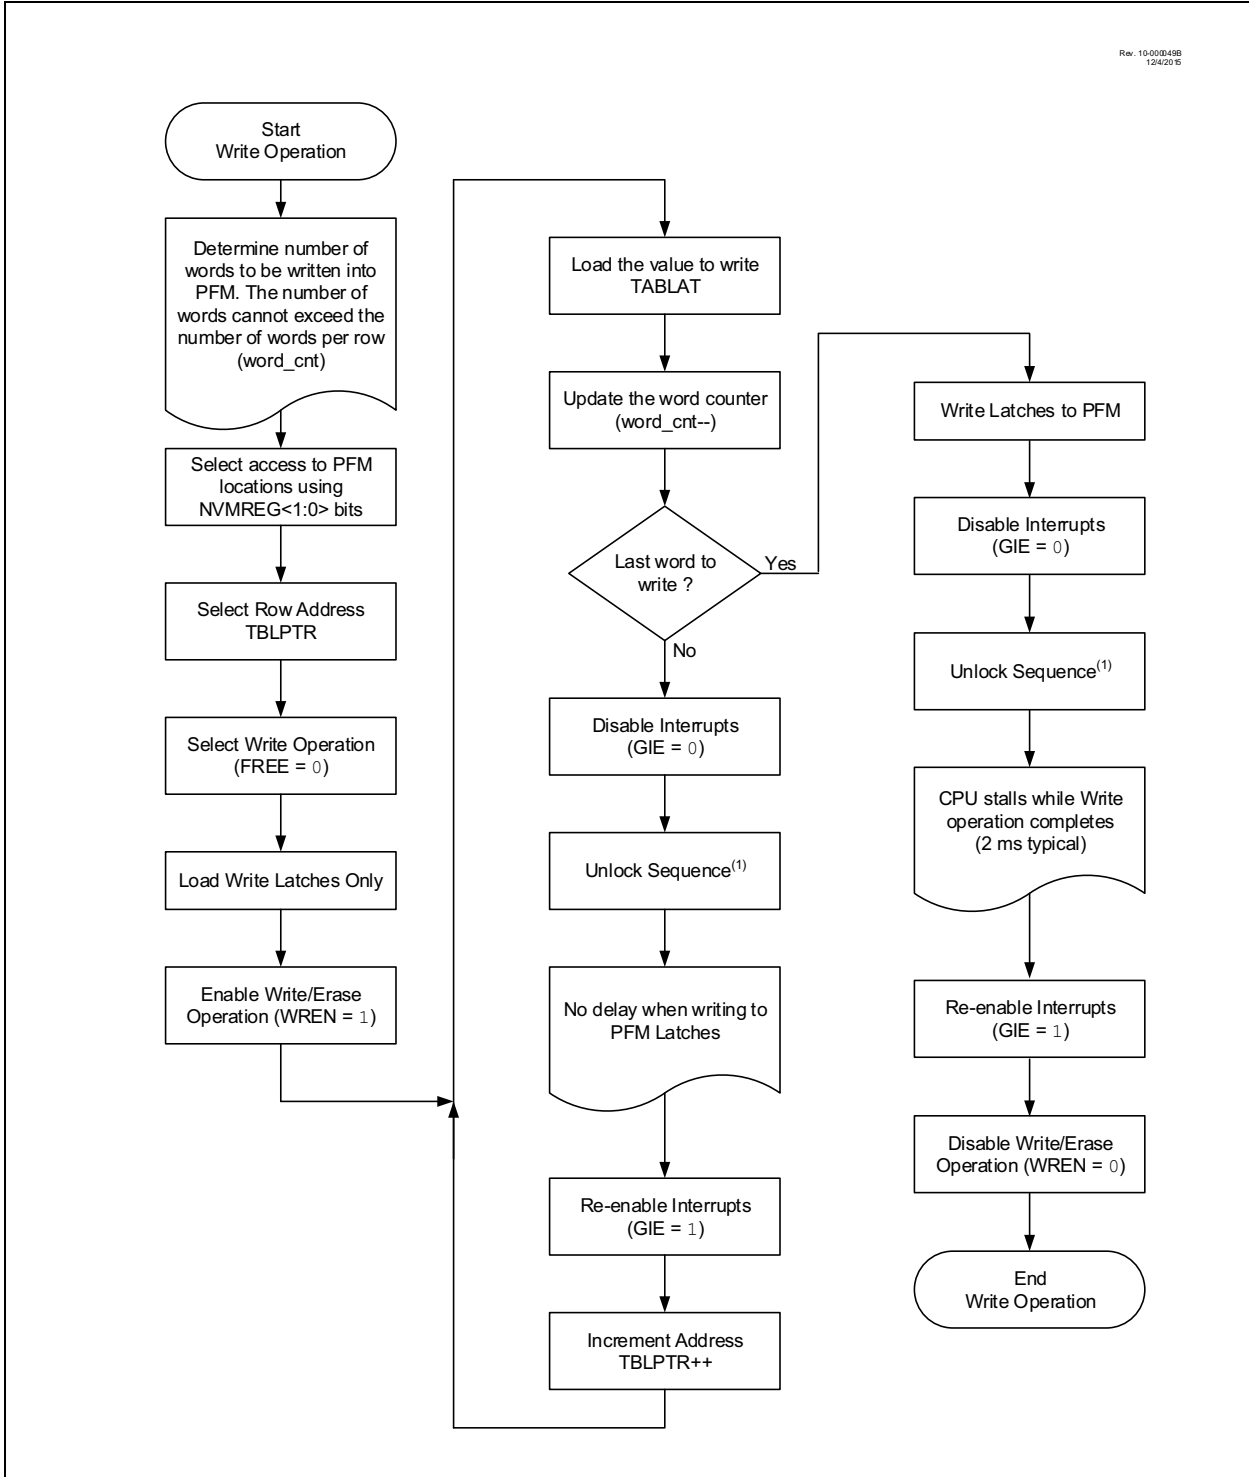 Rev. 10-000049B
12/4/2015
Start
Write Operation
Determine number of
words to be written into
PFM. The number of
words cannot exceed the
number of words per row
(word_cnt)
Select access to PFM
locations using
NVMREG<1:0> bits
Select Row Address
TBLPTR
Select Write Operation
(FREE = 0)
Load Write Latches Only
Enable Write/Erase
Operation (WREN = 1)
Load the value to write
TABLAT
Update the word counter
(word_cnt--)
Last word to
write ?
Yes
No
Disable Interrupts
(GIE = 0)
Unlock Sequence(1)
No delay when writing to
PFM Latches
Re-enable Interrupts
(GIE = 1)
Increment Address
TBLPTR++
Write Latches to PFM
Disable Interrupts
(GIE = 0)
Unlock Sequence(1)
CPU stalls while Write
operation completes
(2 ms typical)
Re-enable Interrupts
(GIE = 1)
Disable Write/Erase
Operation (WREN = 0)
End
Write Operation